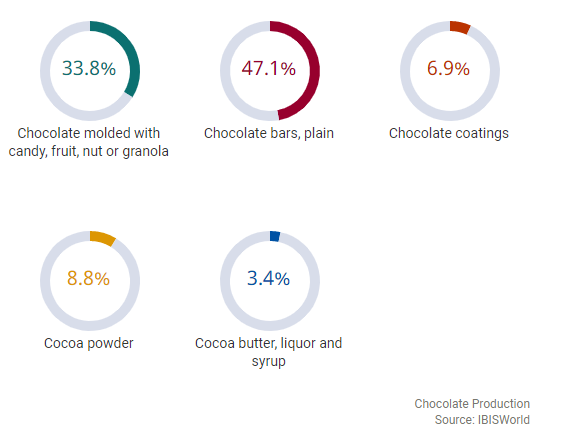 33.8%
47.1%
6.9%
Chocolate molded with
candy, fruit, nut or granola
Chocolate bars, plain
Chocolate coatings
8.8%
3.4%
Cocoa powder
Cocoa butter, liquor and
syrup
Chocolate Production
Source: IBISWorld